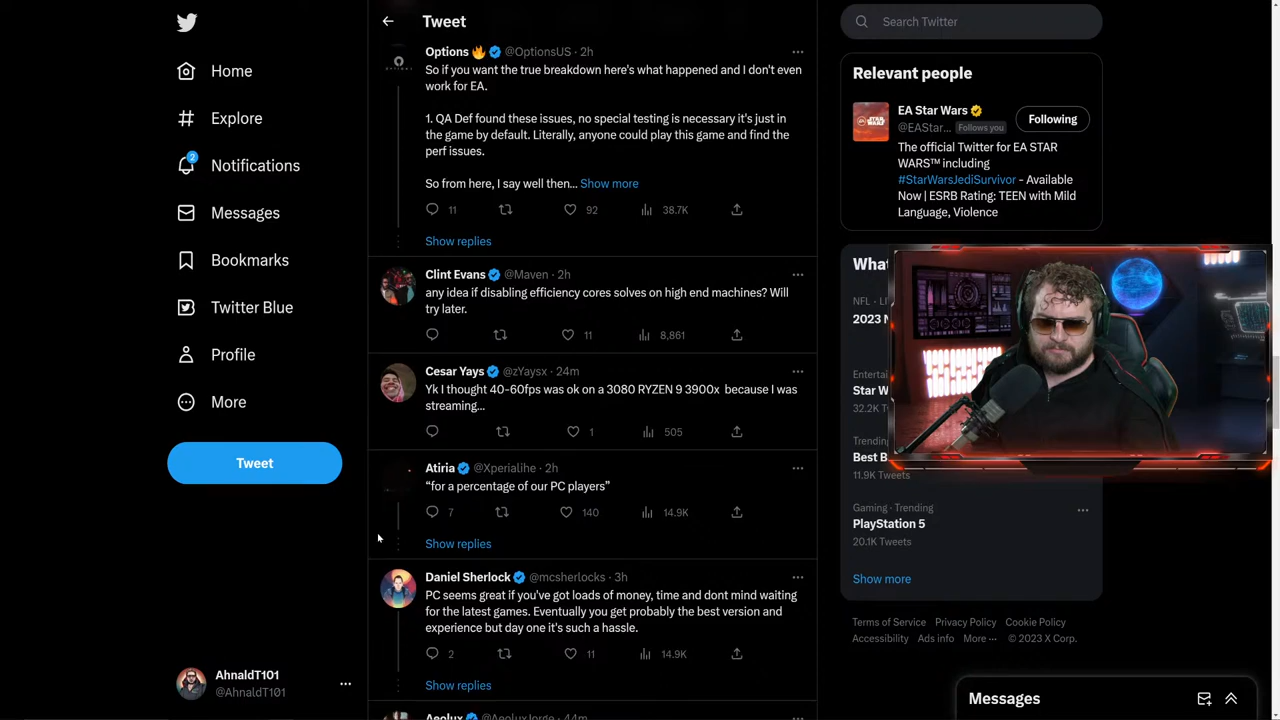 Home
Explore
2
Notifications
Messages
Bookmarks
Twitter Blue
Profile
More
Tweet
AhnaldT101
@AhnaldT101
Tweet
Options 🔥 @OptionsUS · 2h
So if you want the true breakdown here's what happened and I don't even
work for EA.
1. QA Def found these issues, no special testing is necessary it's just in
the game by default. Literally, anyone could play this game and find the
perf issues.
So from here, I say well then... Show more
11 92 38.7K
Show replies
Clint Evans @Maven · 2h
any idea if disabling efficiency cores solves on high end machines? Will
try later.
11 8,861
Cesar Yays @zYaysx · 24m
Yk I thought 40-60fps was ok on a 3080 RYZEN 9 3900x because I was
streaming...
1 505
Atiria @Xperialihe · 2h
“for a percentage of our PC players”
7 140 14.9K
Show replies
Daniel Sherlock @mcsherlocks · 3h
PC seems great if you've got loads of money, time and dont mind waiting
for the latest games. Eventually you get probably the best version and
experience but day one it's such a hassle.
2 11 14.9K
Show replies
Aeolux @AeoluxJorge · 44m
Search Twitter
Relevant people
EA Star Wars
@EAStar... Follows you
Following
The official Twitter for EA STAR
WARS™ including
#StarWarsJediSurvivor - Available
Now | ESRB Rating: TEEN with Mild
Language, Violence
What
NFL · L
2023 N
Entertai
Star W
32.2K T
Trending
Best B
11.9K Tweets
Gaming · Trending
PlayStation 5
20.1K Tweets
Show more
Terms of Service Privacy Policy Cookie Policy
Accessibility Ads info More ··· © 2023 X Corp.
Messages